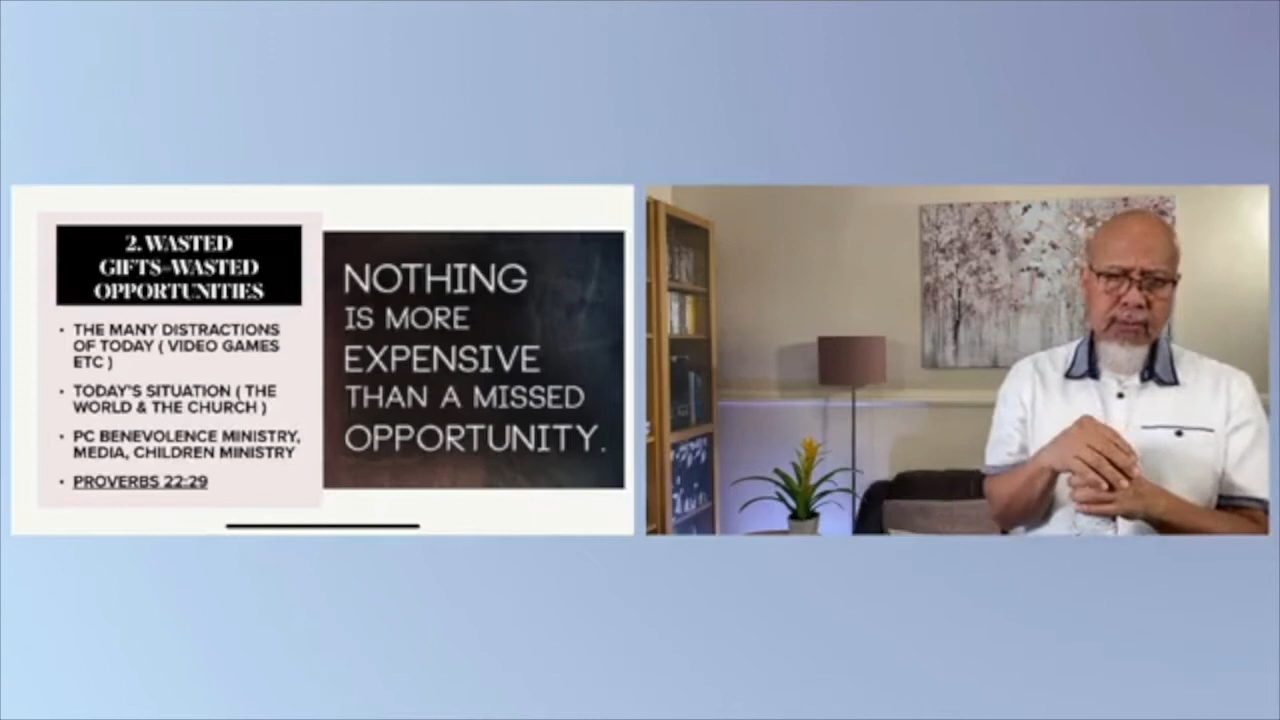 2. WASTED
GIFTS=WASTED
OPPORTUNITIES
• THE MANY DISTRACTIONS
OF TODAY ( VIDEO GAMES
ETC )
• TODAY'S SITUATION ( THE
WORLD & THE CHURCH )
• PC BENEVOLENCE MINISTRY,
MEDIA, CHILDREN MINISTRY
• PROVERBS 22:29
NOTHING
IS MORE
EXPENSIVE
THAN A MISSED
OPPORTUNITY.